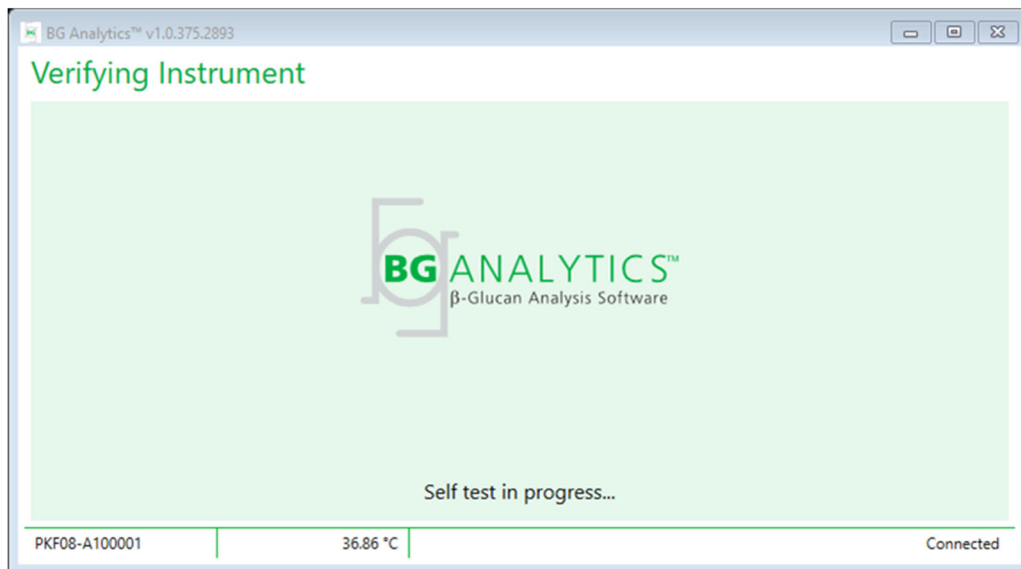 BG Analytics™ v1.0.375.2893
Verifying Instrument
BG ANALYTICS™
β-Glucan Analysis Software
Self test in progress...
PKF08-A100001 36.86 °C Connected